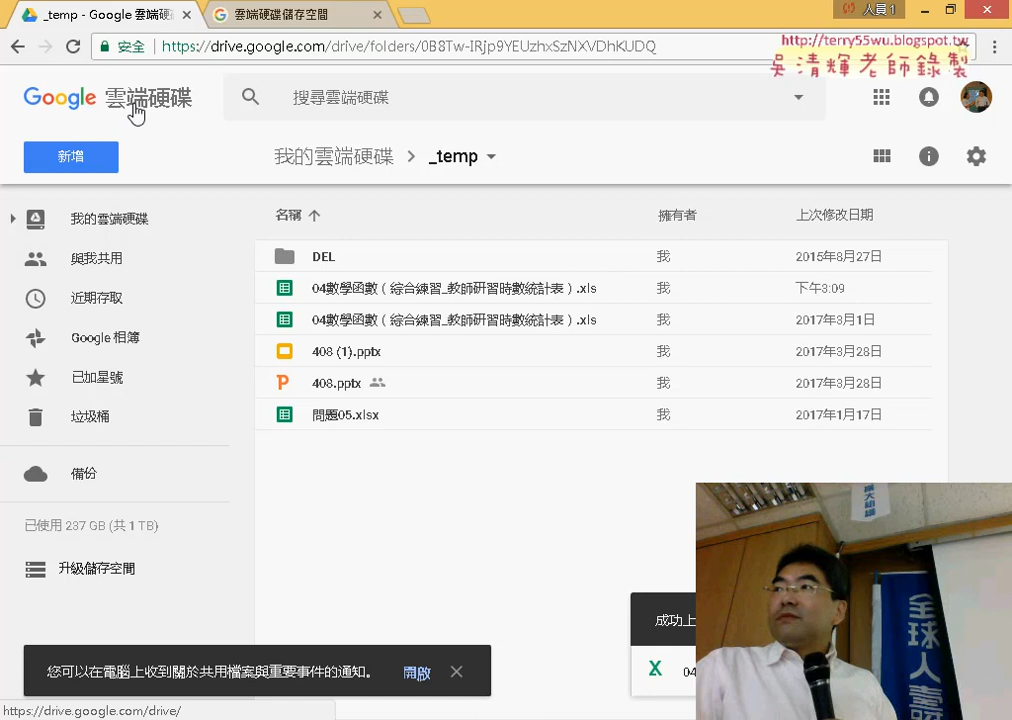 _temp - Google 雲端硬碟
雲端硬碟儲存空間
人員 1
安全
https://drive.google.com/drive/folders/0B8Tw-IRjp9YEUzhxSzNXVDhKUDQ
http://terry55wu.blogspot.tw
吳清輝老師錄製
Google 雲端硬碟
搜尋雲端硬碟
新增
我的雲端硬碟
_temp
我的雲端硬碟
與我共用
近期存取
Google 相簿
已加星號
垃圾桶
備份
已使用 237 GB (共 1 TB)
升級儲存空間
名稱
擁有者
上次修改日期
DEL
我
2015年8月27日
04數學函數（綜合練習_教師研習時數統計表）.xls
我
下午3:09
04數學函數（綜合練習_教師研習時數統計表）.xls
我
2017年3月1日
408 (1).pptx
我
2017年3月28日
408.pptx
我
2017年3月28日
問題05.xlsx
我
2017年1月17日
成功上
04
您可以在電腦上收到關於共用檔案與重要事件的通知。
開啟
https://drive.google.com/drive/
全球人壽